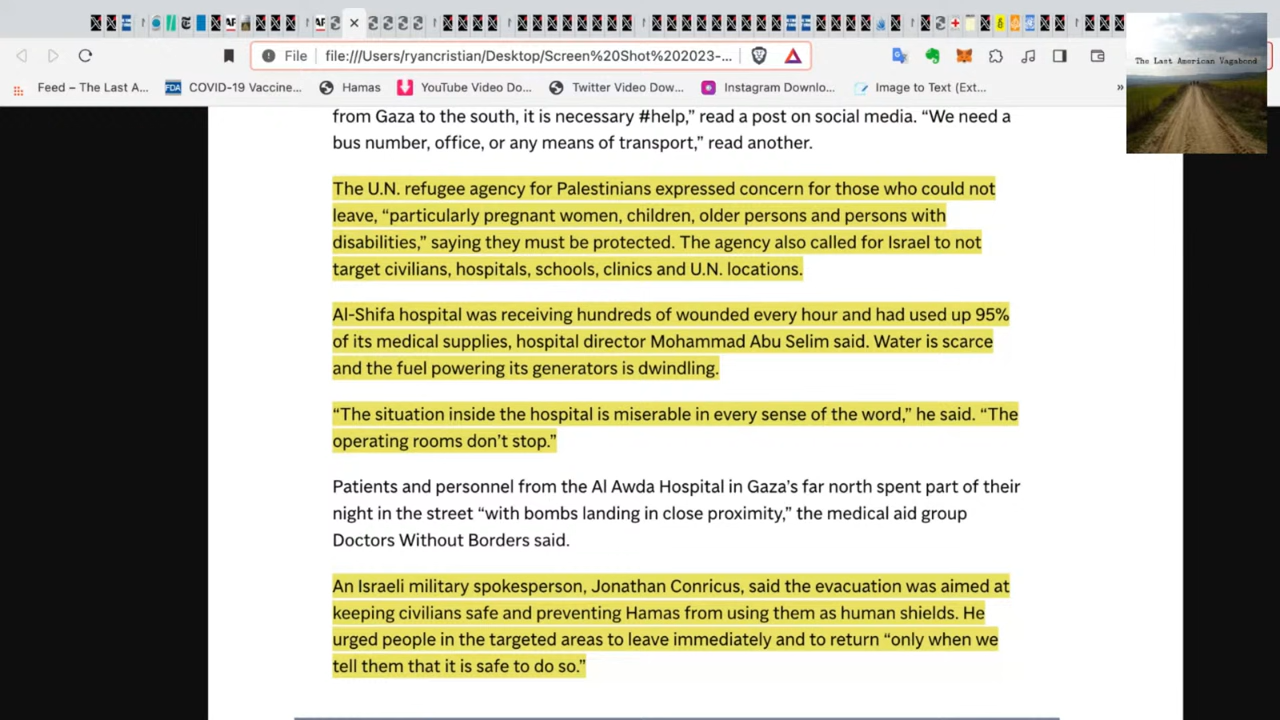 File
file:///Users/ryancristian/Desktop/Screen%20Shot%202023-...
Feed – The Last A...
FDA
COVID-19 Vaccine...
Hamas
YouTube Video Do...
Twitter Video Dow...
Instagram Downlo...
Image to Text (Ext...
»
The Last American Vagabond
from Gaza to the south, it is necessary #help,” read a post on social media. “We need a
bus number, office, or any means of transport,” read another.
The U.N. refugee agency for Palestinians expressed concern for those who could not
leave, “particularly pregnant women, children, older persons and persons with
disabilities,” saying they must be protected. The agency also called for Israel to not
target civilians, hospitals, schools, clinics and U.N. locations.
Al-Shifa hospital was receiving hundreds of wounded every hour and had used up 95%
of its medical supplies, hospital director Mohammad Abu Selim said. Water is scarce
and the fuel powering its generators is dwindling.
“The situation inside the hospital is miserable in every sense of the word,” he said. “The
operating rooms don’t stop.”
Patients and personnel from the Al Awda Hospital in Gaza’s far north spent part of their
night in the street “with bombs landing in close proximity,” the medical aid group
Doctors Without Borders said.
An Israeli military spokesperson, Jonathan Conricus, said the evacuation was aimed at
keeping civilians safe and preventing Hamas from using them as human shields. He
urged people in the targeted areas to leave immediately and to return “only when we
tell them that it is safe to do so.”